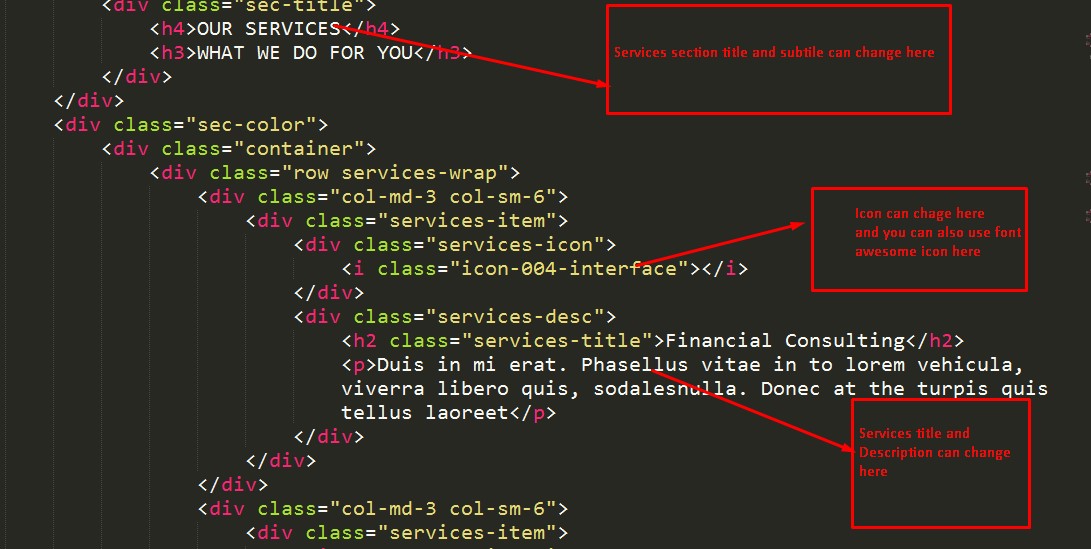 <div class="sec-title">
<h4>OUR SERVICES</h4>
<h3>WHAT WE DO FOR YOU</h3>
Services section title and subtile can change here
</div>
</div>
<div class="sec-color">
<div class="container">
<div class="row services-wrap">
<div class="col-md-3 col-sm-6">
<div class="services-item">
<div class="services-icon">
<i class="icon-004-interface"></i>
Icon can chage here
and you can also use font
awesome icon here
</div>
<div class="services-desc">
<h2 class="services-title">Financial Consulting</h2>
<p>Duis in mi erat. Phasellus vitae in to lorem vehicula,
viverra libero quis, sodalesnulla. Donec at the turpis quis
tellus laoreet</p>
Services title and
Description can change
here
</div>
</div>
</div>
<div class="col-md-3 col-sm-6">
<div class="services-item">